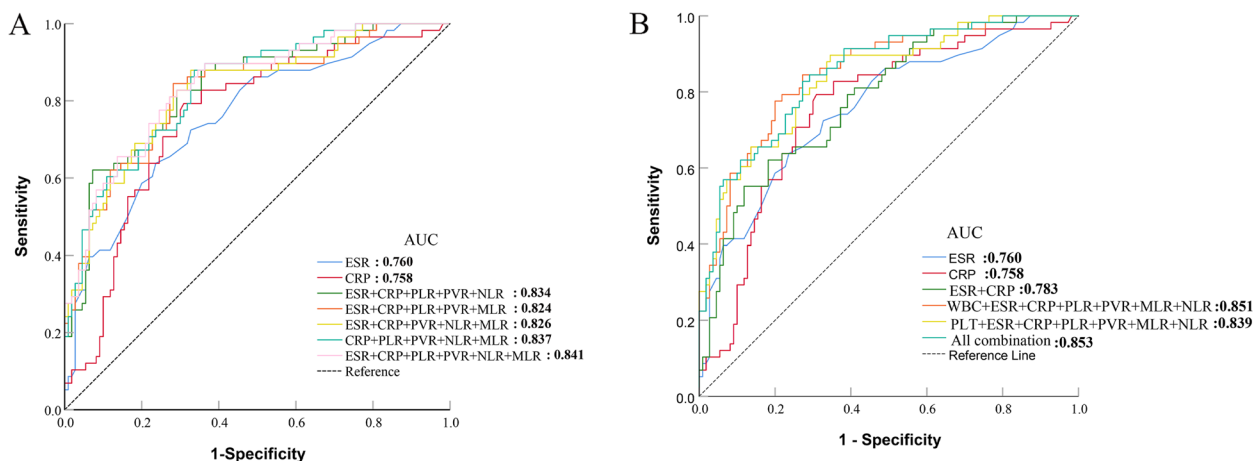 A
1.0
0.8
0.6
0.4
0.2
0.0
Sensitivity
0.0
0.2
0.4
0.6
0.8
1.0
1-Specificity
AUC
ESR : 0.760
CRP : 0.758
ESR+CRP+PLR+PVR+NLR : 0.834
ESR+CRP+PLR+PVR+MLR : 0.824
ESR+CRP+PVR+NLR+MLR : 0.826
CRP+PLR+PVR+NLR+MLR : 0.837
ESR+CRP+PLR+PVR+NLR+MLR : 0.841
Reference
B
1.0
0.8
0.6
0.4
0.2
0.0
Sensitivity
0.0
0.2
0.4
0.6
0.8
1.0
1 - Specificity
AUC
ESR :0.760
CRP :0.758
ESR+CRP :0.783
WBC+ESR+CRP+PLR+PVR+MLR+NLR:0.851
PLT+ESR+CRP+PLR+PVR+MLR+NLR:0.839
All combination :0.853
Reference Line